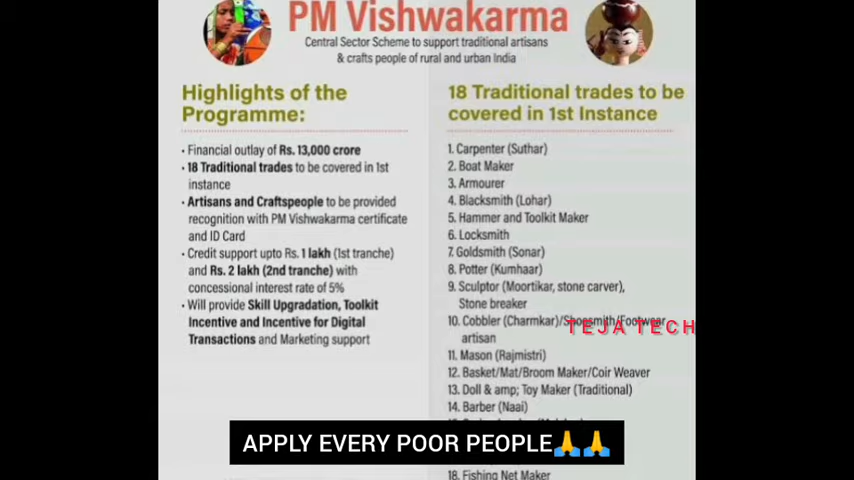 PM Vishwakarma
Central Sector Scheme to support traditional artisans
& crafts people of rural and urban India
Highlights of the
Programme:
• Financial outlay of Rs. 13,000 crore
• 18 Traditional trades to be covered in 1st
instance
• Artisans and Craftspeople to be provided
recognition with PM Vishwakarma certificate
and ID Card
• Credit support upto Rs. 1 lakh (1st tranche)
and Rs. 2 lakh (2nd tranche) with
concessional interest rate of 5%
• Will provide Skill Upgradation, Toolkit
Incentive and Incentive for Digital
Transactions and Marketing support
18 Traditional trades to be
covered in 1st Instance
1. Carpenter (Suthar)
2. Boat Maker
3. Armourer
4. Blacksmith (Lohar)
5. Hammer and Toolkit Maker
6. Locksmith
7. Goldsmith (Sonar)
8. Potter (Kumhaar)
9. Sculptor (Moortikar, stone carver),
Stone breaker
10. Cobbler (Charmkar)/Shoesmith/Footwear
artisan
TEJA TECH
11. Mason (Rajmistri)
12. Basket/Mat/Broom Maker/Coir Weaver
13. Doll & amp; Toy Maker (Traditional)
14. Barber (Naai)
18. Fishing Net Maker
APPLY EVERY POOR PEOPLE🙏🙏